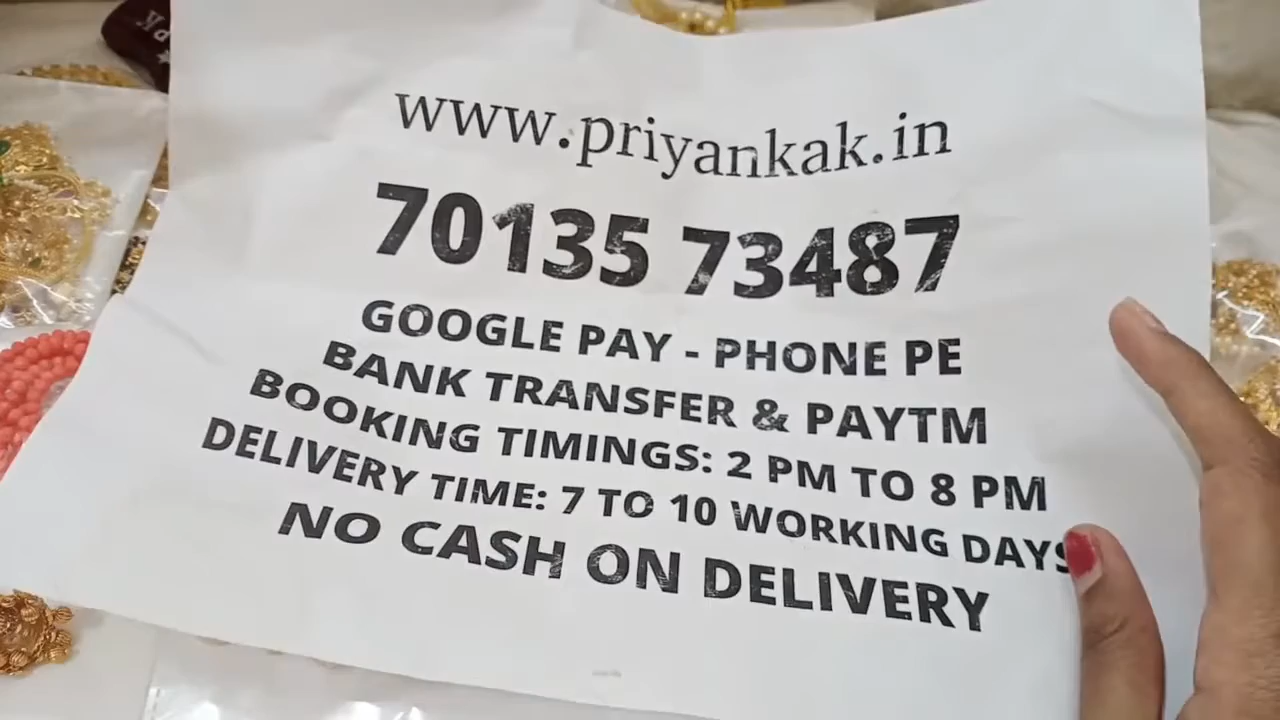 www.priyankak.in
70135 73487
GOOGLE PAY - PHONE PE
BANK TRANSFER & PAYTM
BOOKING TIMINGS: 2 PM TO 8 PM
DELIVERY TIME: 7 TO 10 WORKING DAYS
NO CASH ON DELIVERY